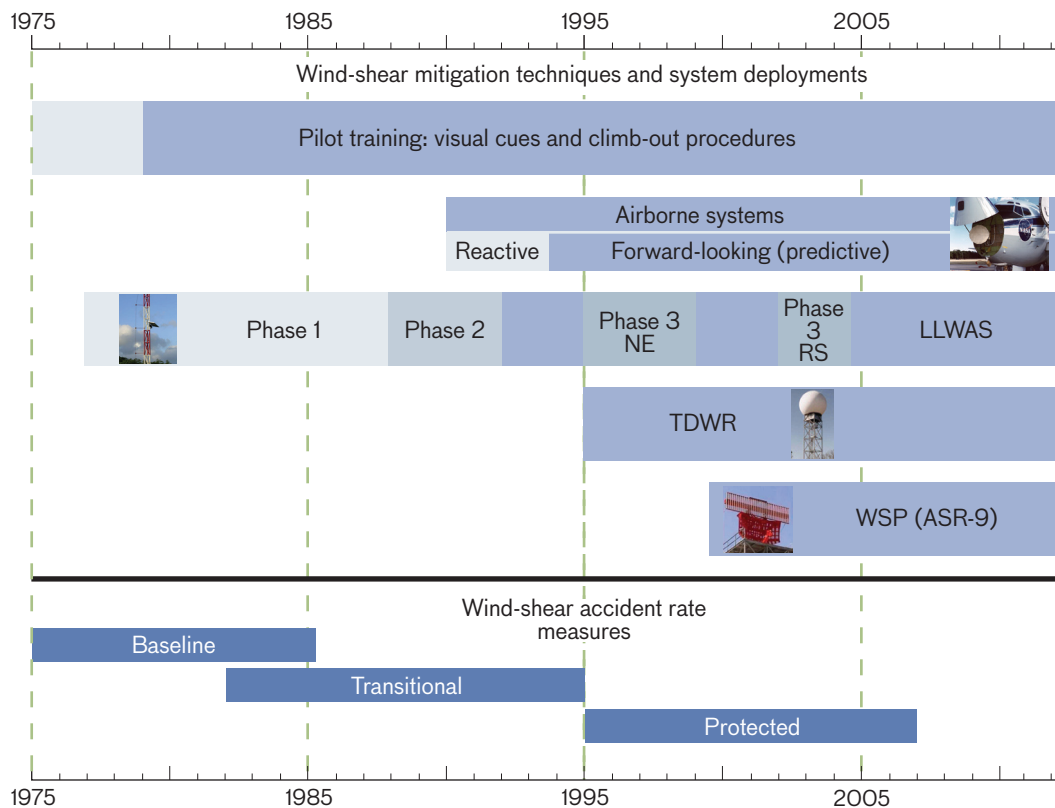 1975 1985 1995 2005
Wind-shear mitigation techniques and system deployments
Pilot training: visual cues and climb-out procedures
Airborne systems
Reactive Forward-looking (predictive)
NASA
Phase 1
Phase 2
Phase 3
NE
Phase
3
RS
LLWAS
TDWR
WSP (ASR-9)
Wind-shear accident rate
measures
Baseline
Transitional
Protected
1975 1985 1995 2005